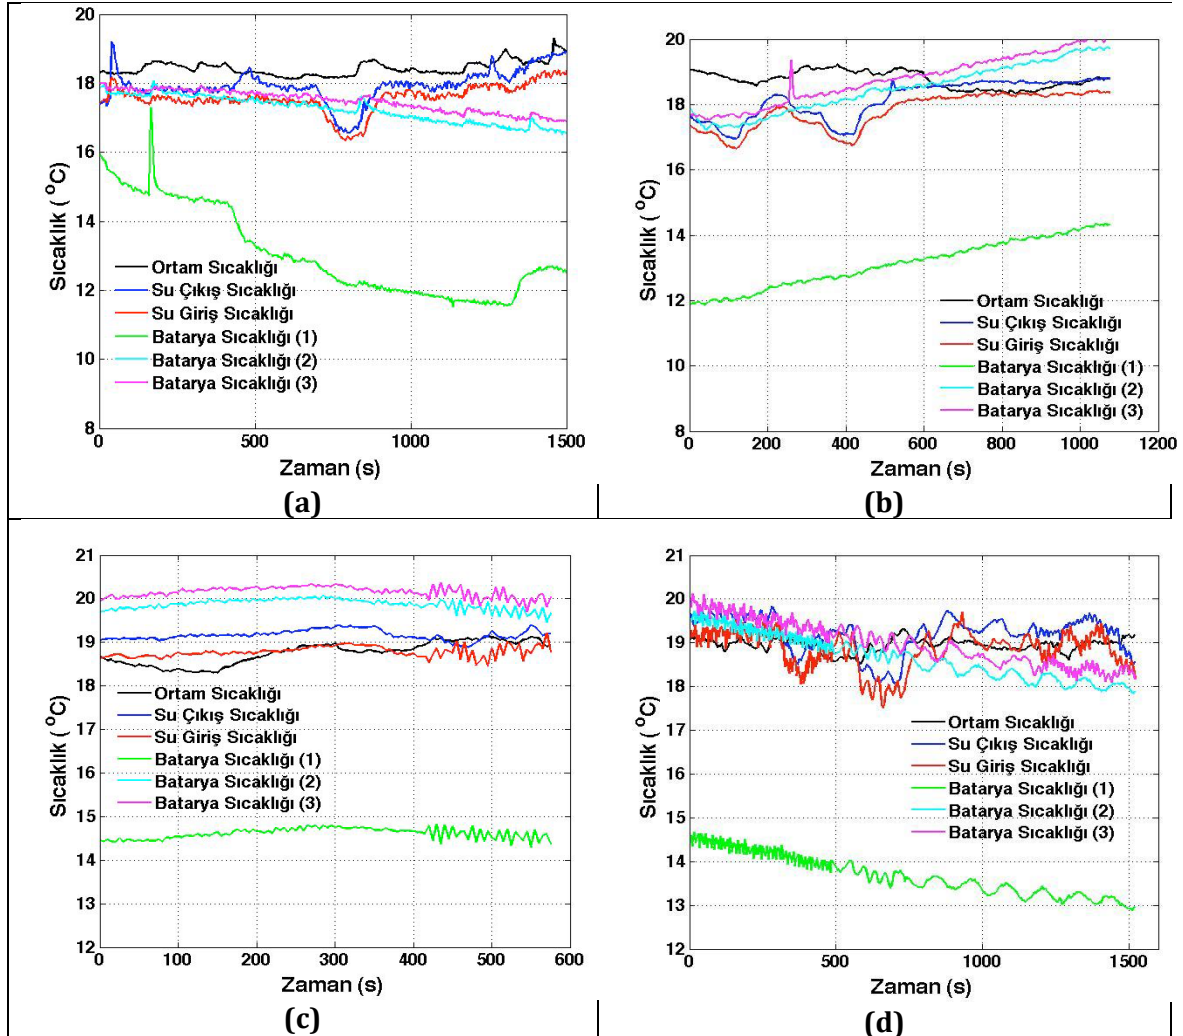 20
18
16
14
12
10
8
Sıcaklık ( °C)
Ortam Sıcaklığı
Su Çıkış Sıcaklığı
Su Giriş Sıcaklığı
Batarya Sıcaklığı (1)
Batarya Sıcaklığı (2)
Batarya Sıcaklığı (3)
0 500 1000 1500
Zaman (s)
(a)
20
18
16
14
12
10
8
Sıcaklık ( °C)
Ortam Sıcaklığı
Su Çıkış Sıcaklığı
Su Giriş Sıcaklığı
Batarya Sıcaklığı (1)
Batarya Sıcaklığı (2)
Batarya Sıcaklığı (3)
0 200 400 600 800 1000 1200
Zaman (s)
(b)
21
20
19
18
17
16
15
14
13
12
Sıcaklık ( °C)
Ortam Sıcaklığı
Su Çıkış Sıcaklığı
Su Giriş Sıcaklığı
Batarya Sıcaklığı (1)
Batarya Sıcaklığı (2)
Batarya Sıcaklığı (3)
0 100 200 300 400 500 600
Zaman (s)
(c)
21
20
19
18
17
16
15
14
13
12
Sıcaklık ( °C)
Ortam Sıcaklığı
Su Çıkış Sıcaklığı
Su Giriş Sıcaklığı
Batarya Sıcaklığı (1)
Batarya Sıcaklığı (2)
Batarya Sıcaklığı (3)
0 500 1000 1500
Zaman (s)
(d)